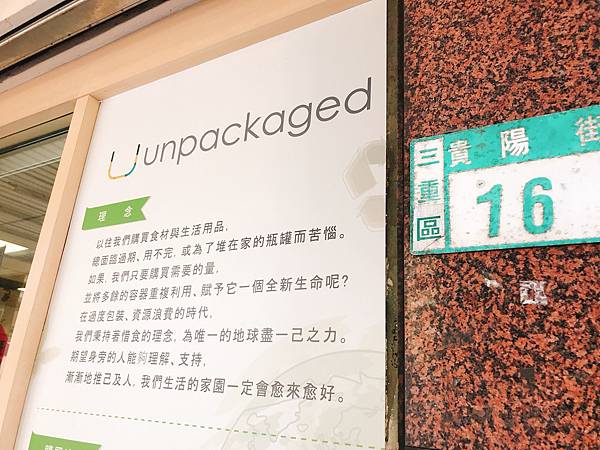 unpackaged
理念
以往我們購買食材與生活用品,
總面臨過期、用不完,或為了堆在家的瓶罐而苦惱。
如果,我們只要購買需要的量,
並將多餘的容器重複利用、賦予它一個全新生命呢?
在過度包裝、資源浪費的時代,
我們秉持著惜食的理念,為唯一的地球盡一己之力。
期望身旁的人能夠理解、支持,
漸漸地推己及人,我們生活的家園一定會愈來愈好。
三重區
貴陽街
16